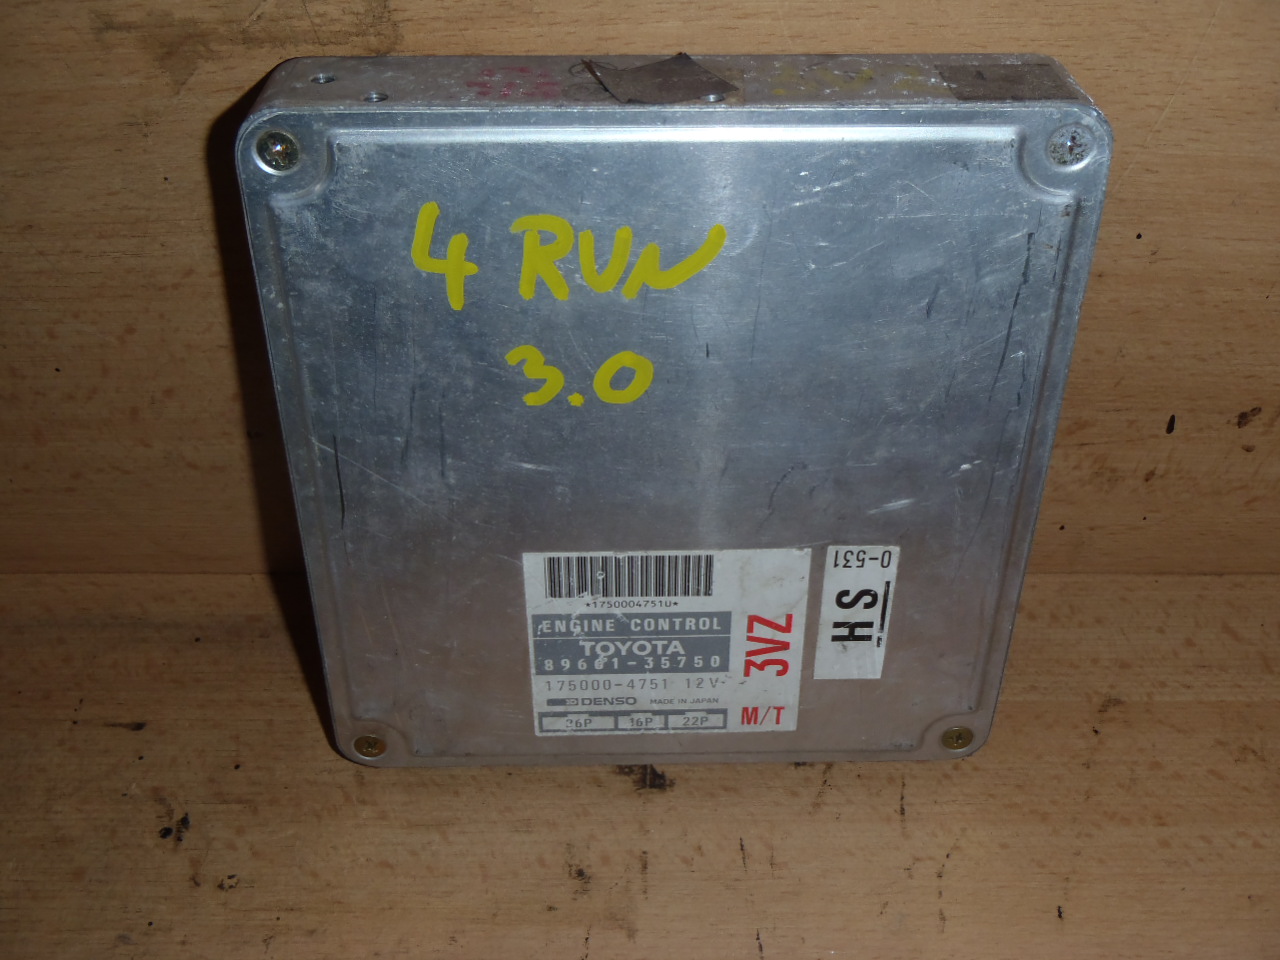 4 RUN
3.0
*1750004751U*
ENGINE CONTROL
TOYOTA
89661-35750
175000-4751 12V
DENSO MADE IN JAPAN
26P 16P 22P
3VZ
M/T
0-531
HS